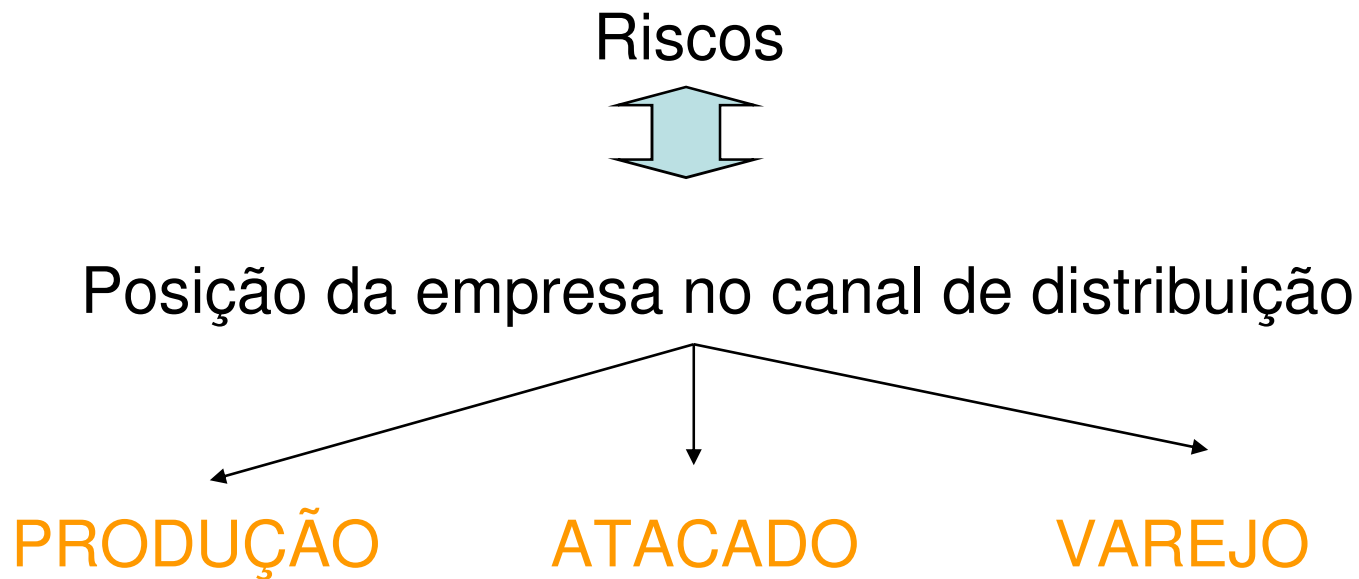 Riscos
Posição da empresa no canal de distribuição
PRODUÇÃO ATACADO VAREJO